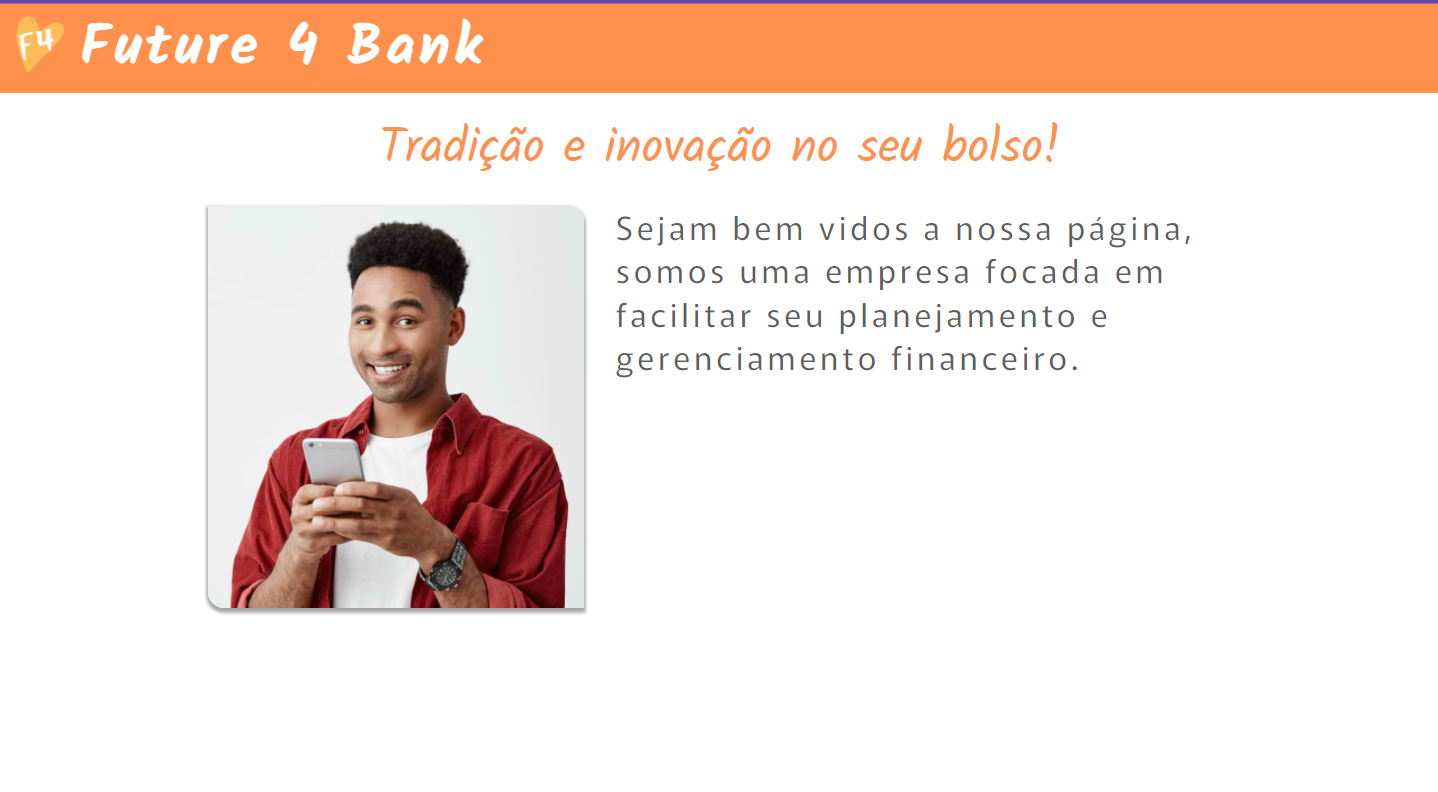 F4 Future 4 Bank
Tradição e inovação no seu bolso!
Sejam bem vidos a nossa página,
somos uma empresa focada em
facilitar seu planejamento e
gerenciamento financeiro.